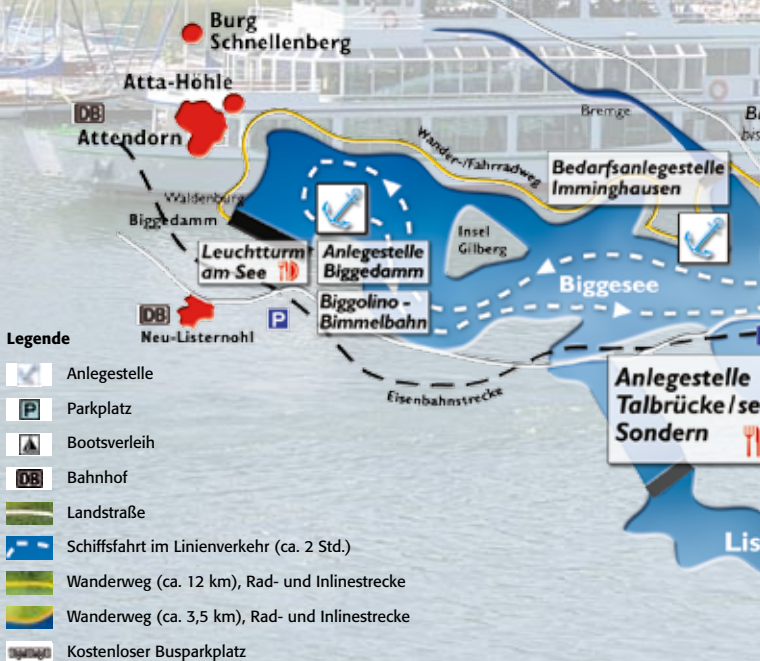 Burg
Schnellenberg
Atta-Höhle
DB
Attendorn
Bremge
Wander-/Fahrradweg
Bedarfsanlegestelle
Imminghausen
Waldenburg
Biggedamm
Leuchtturm
am See
Anlegestelle
Biggedamm
Insel
Gilberg
Biggesee
Biggolino -
Bimmelbahn
DB
P
Neu-Listernohl
Eisenbahnstrecke
Anlegestelle
Talbrücke/se
Sondern
Lis
Legende
Anlegestelle
P
Parkplatz
Bootsverleih
DB
Bahnhof
Landstraße
Schiffsfahrt im Linienverkehr (ca. 2 Std.)
Wanderweg (ca. 12 km), Rad- und Inlinestrecke
Wanderweg (ca. 3,5 km), Rad- und Inlinestrecke
Kostenloser Busparkplatz